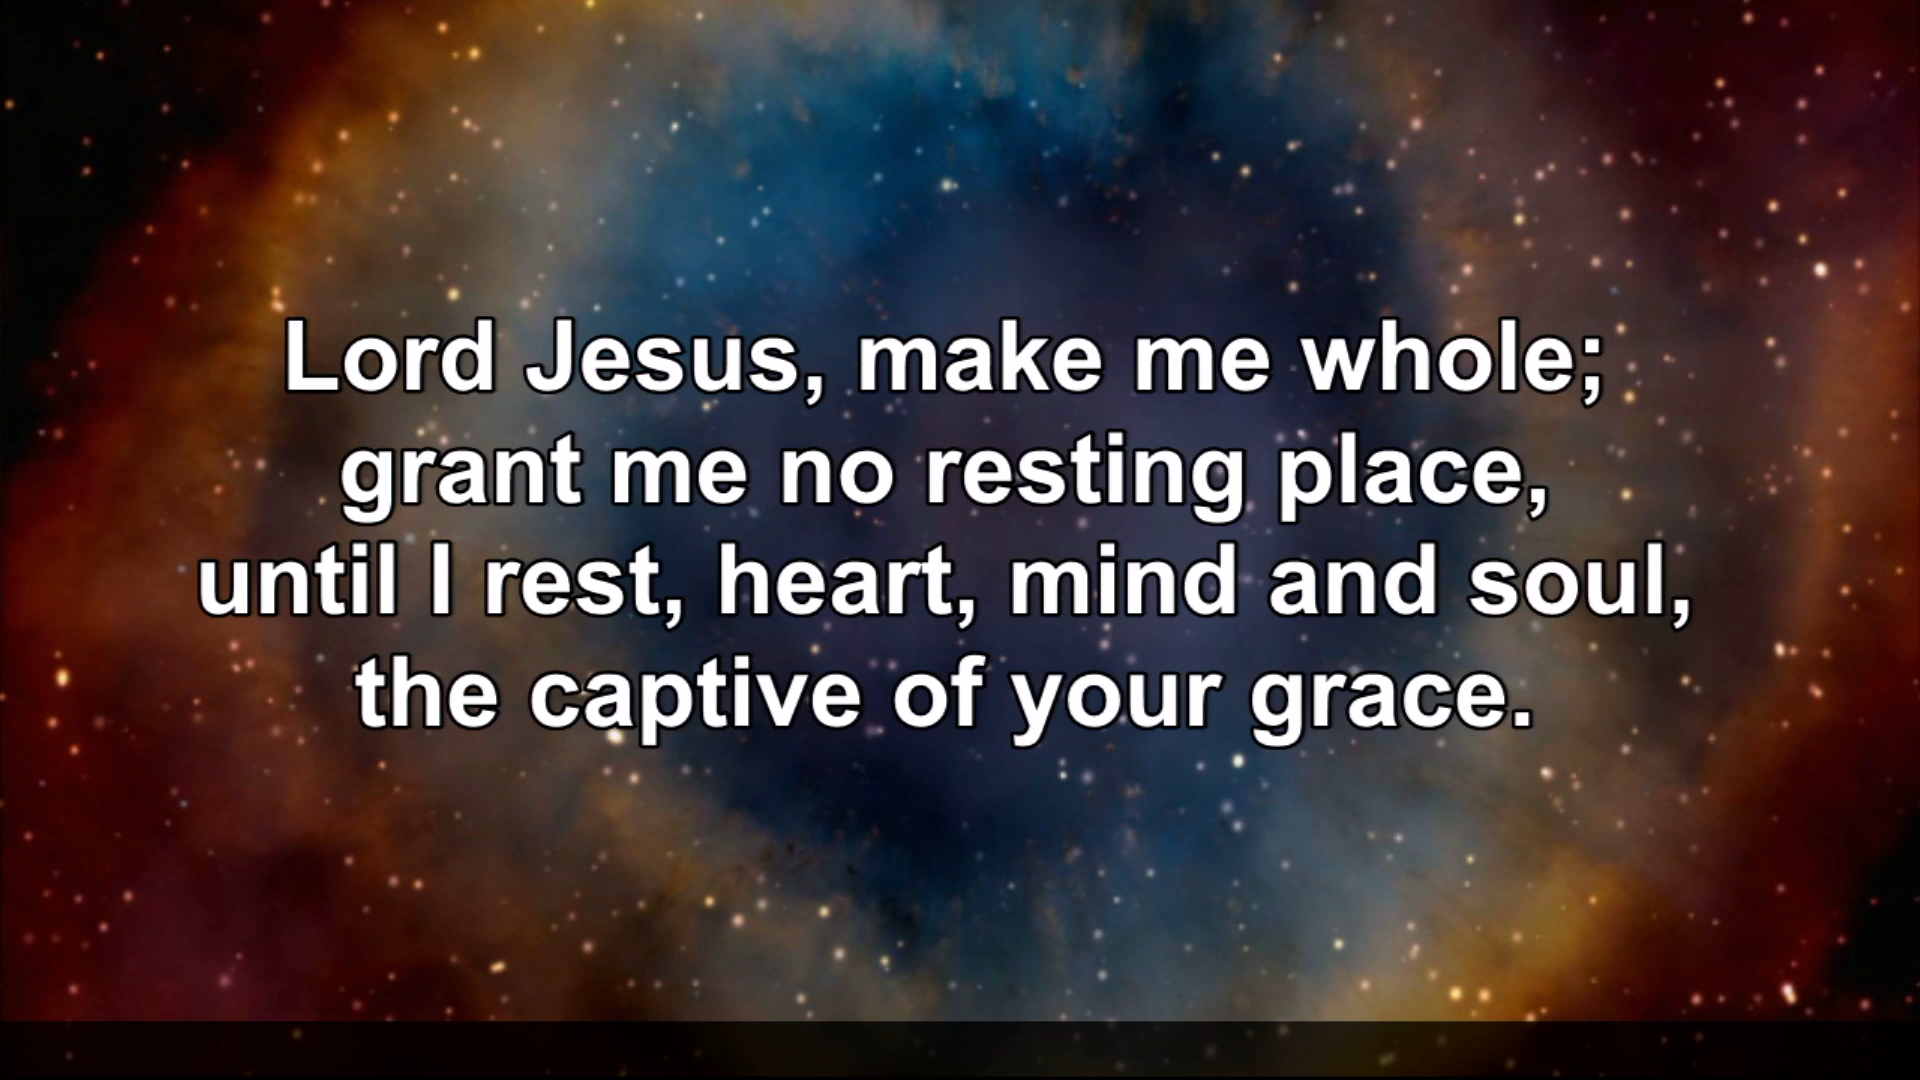 Lord Jesus, make me whole;
grant me no resting place,
until I rest, heart, mind and soul,
the captive of your grace.